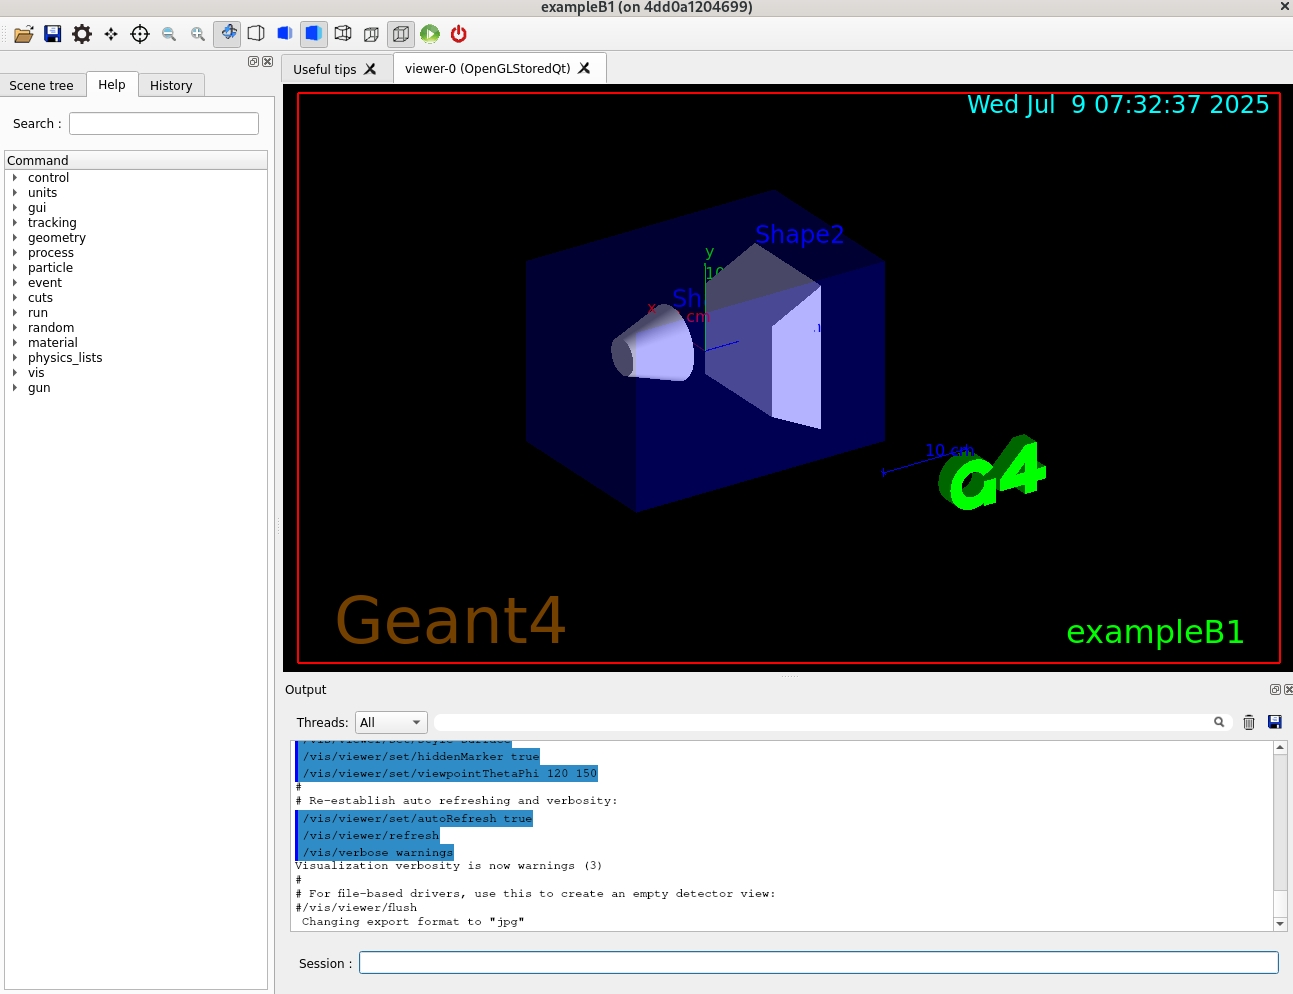 exampleB1 (on 4dd0a1204699)
Useful tips
viewer-0 (OpenGLStoredQt)
Scene tree
Help
History
Search :
Command
control
units
gui
tracking
geometry
process
particle
event
cuts
run
random
material
physics_lists
vis
gun
Wed Jul  9 07:32:37 2025
Shape2
y
10
Sh
x
cm
10 cm
G4
Geant4
exampleB1
Output
Threads:
All
/vis/viewer/set/style surface
/vis/viewer/set/hiddenMarker true
/vis/viewer/set/viewpointThetaPhi 120 150
#
# Re-establish auto refreshing and verbosity:
/vis/viewer/set/autoRefresh true
/vis/viewer/refresh
/vis/verbose warnings
Visualization verbosity is now warnings (3)
#
# For file-based drivers, use this to create an empty detector view:
#/vis/viewer/flush
Changing export format to "jpg"
Session :